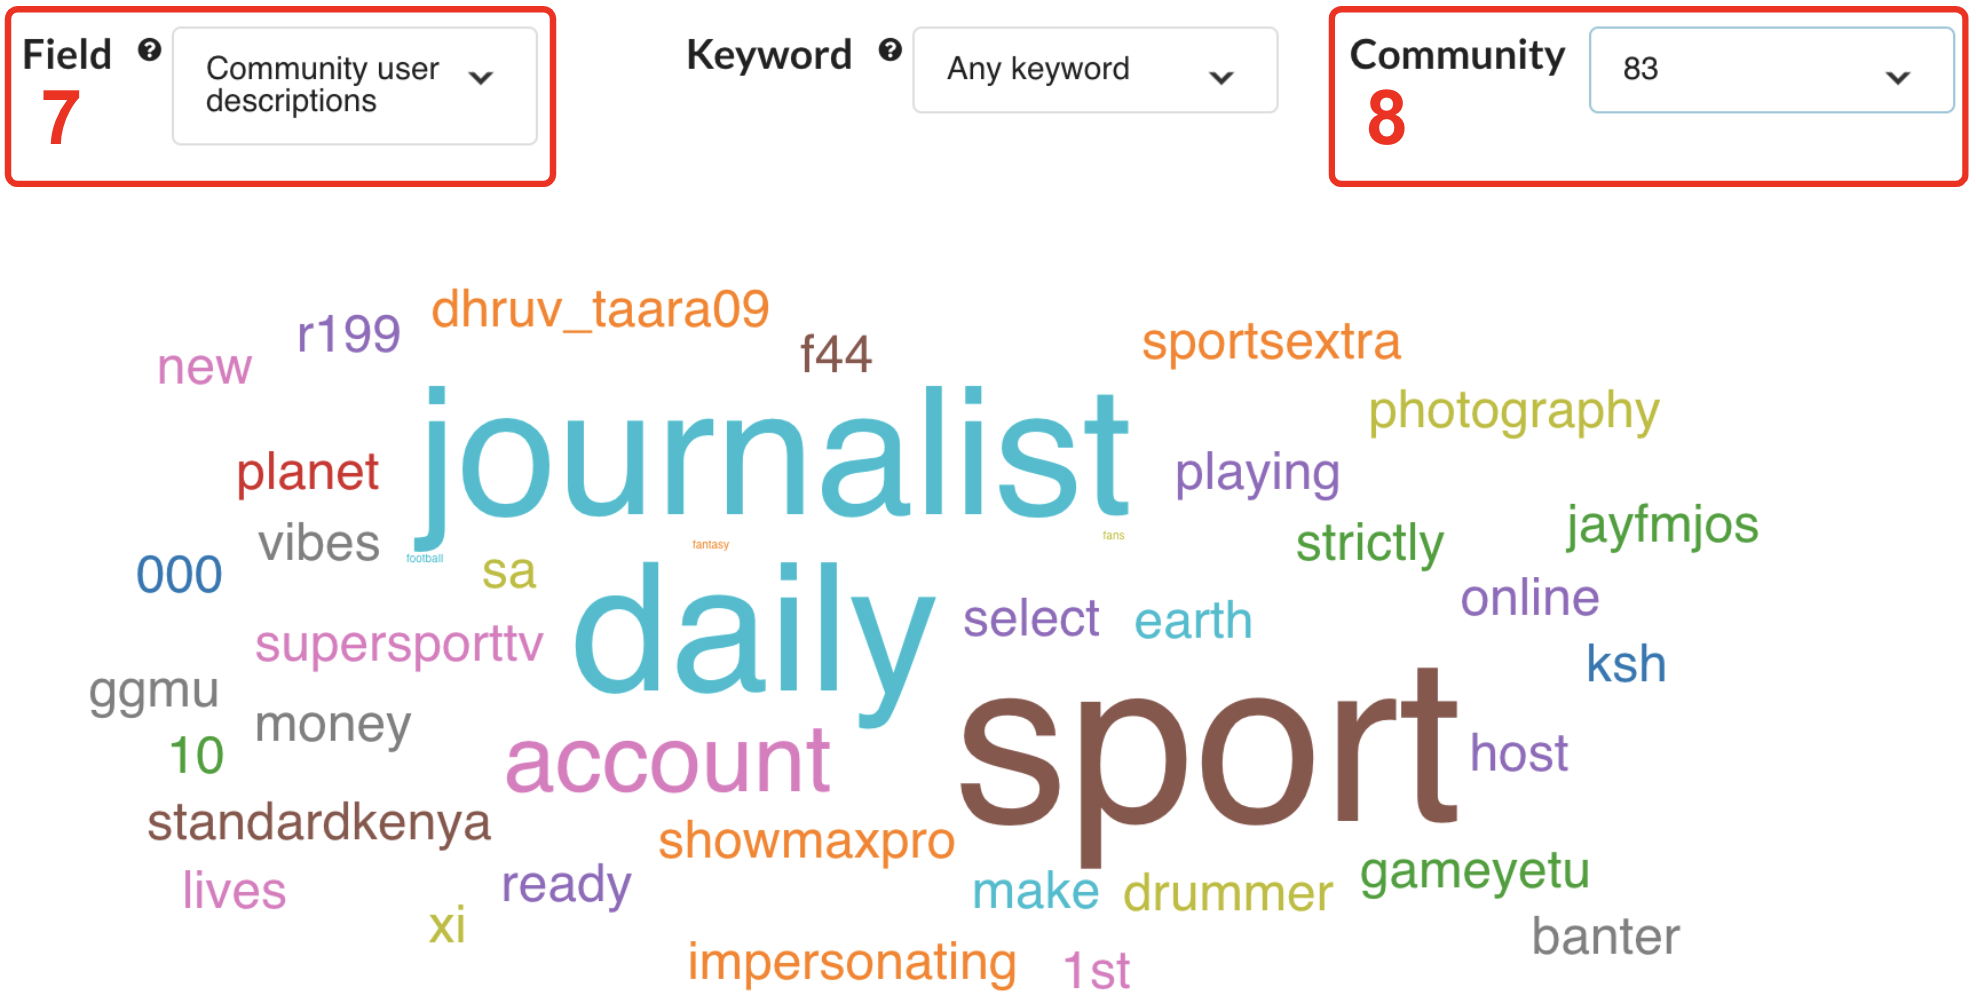 Field ? Community user descriptions Keyword ? Any keyword Community 83
7 8
dhruv_taara09
r199
new
f44
sportsextra
journalist
photography
planet
playing
vibes
football
fantasy
fans
strictly
jayfmjos
000
sa
daily
select
earth
online
supersporttv
ksh
ggmu
money
sport
10
account
host
standardkenya
showmaxpro
gameyetu
lives
ready
make
drummer
xi
banter
impersonating
1st